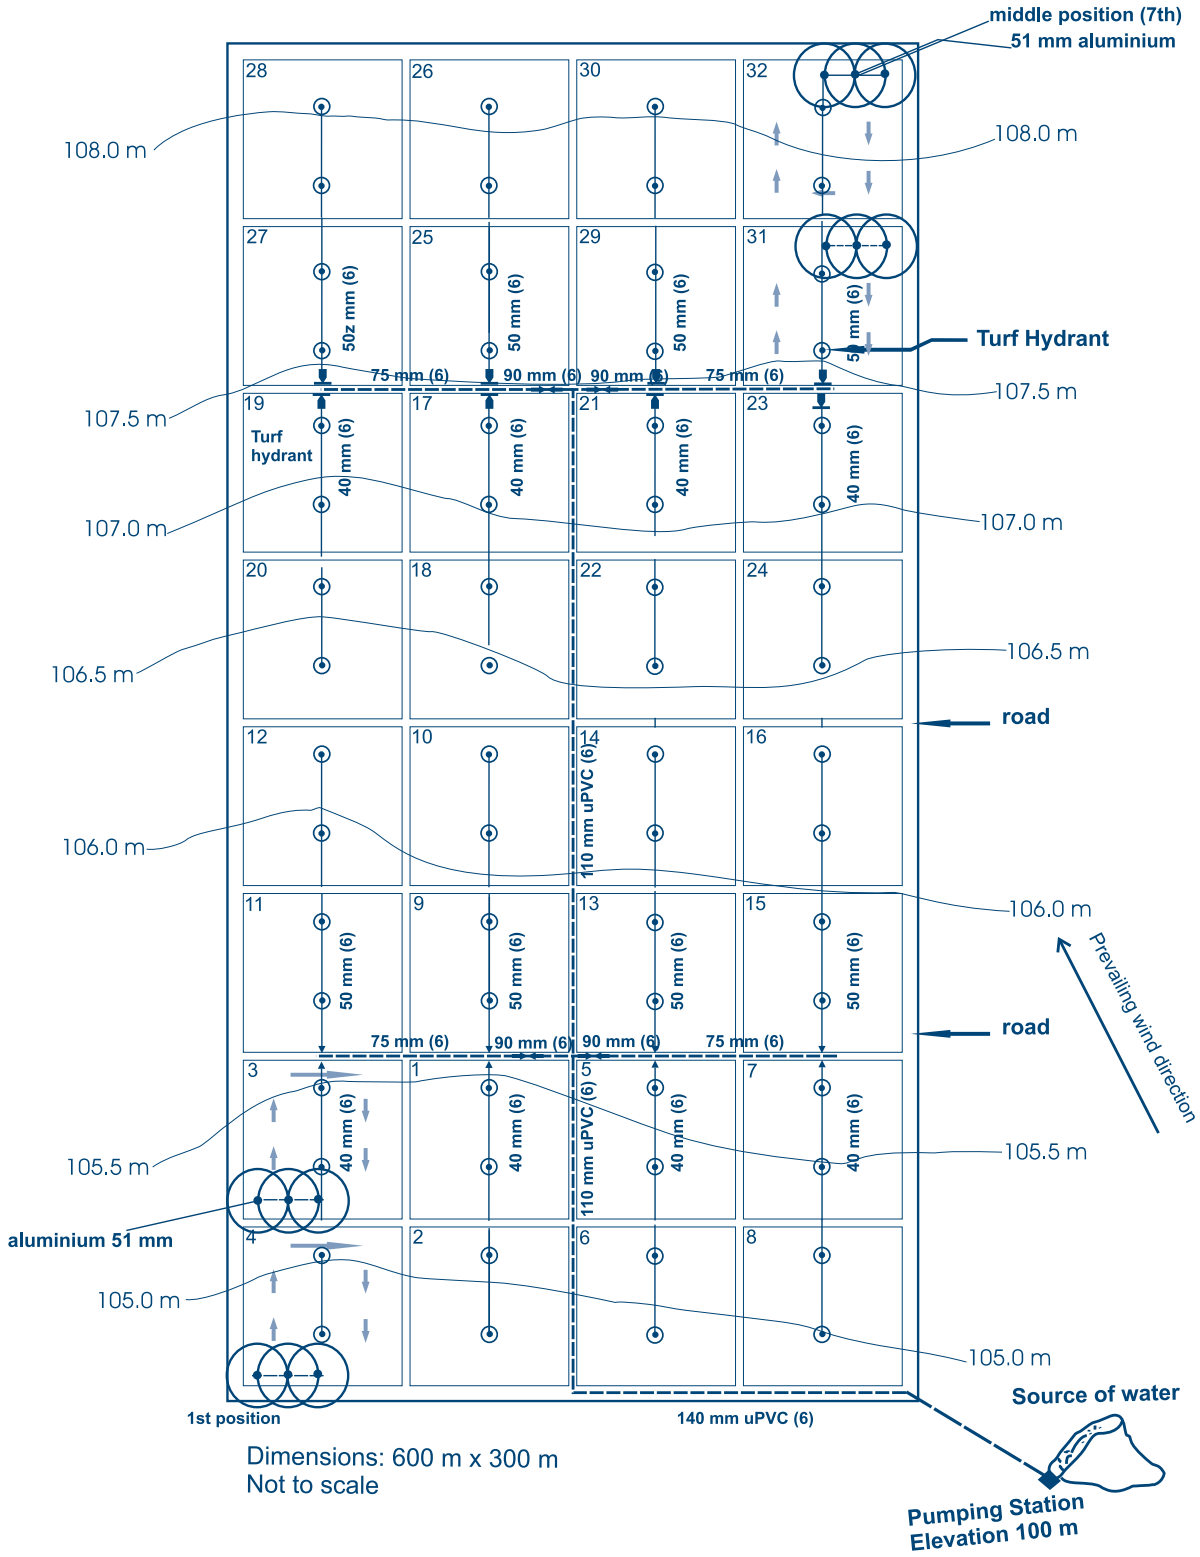 middle position (7th)
51 mm aluminium
28
26
30
32
108.0 m
108.0 m
27
25
29
31
50z mm (6)
50 mm (6)
50 mm (6)
50 mm (6)
Turf Hydrant
75 mm (6)
90 mm (6)
90 mm (6)
75 mm (6)
107.5 m
107.5 m
19
17
21
23
Turf
hydrant
40 mm (6)
40 mm (6)
40 mm (6)
40 mm (6)
107.0 m
107.0 m
20
18
22
24
106.5 m
106.5 m
road
12
10
14
16
110 mm uPVC (6)
106.0 m
106.0 m
11
9
13
15
50 mm (6)
50 mm (6)
50 mm (6)
50 mm (6)
Prevailing wind direction
road
75 mm (6)
90 mm (6)
90 mm (6)
75 mm (6)
3
1
5
7
40 mm (6)
40 mm (6)
110 mm uPVC (6)
40 mm (6)
40 mm (6)
105.5 m
105.5 m
aluminium 51 mm
4
2
6
8
105.0 m
105.0 m
1st position
140 mm uPVC (6)
Source of water
Dimensions: 600 m x 300 m
Not to scale
Pumping Station
Elevation 100 m